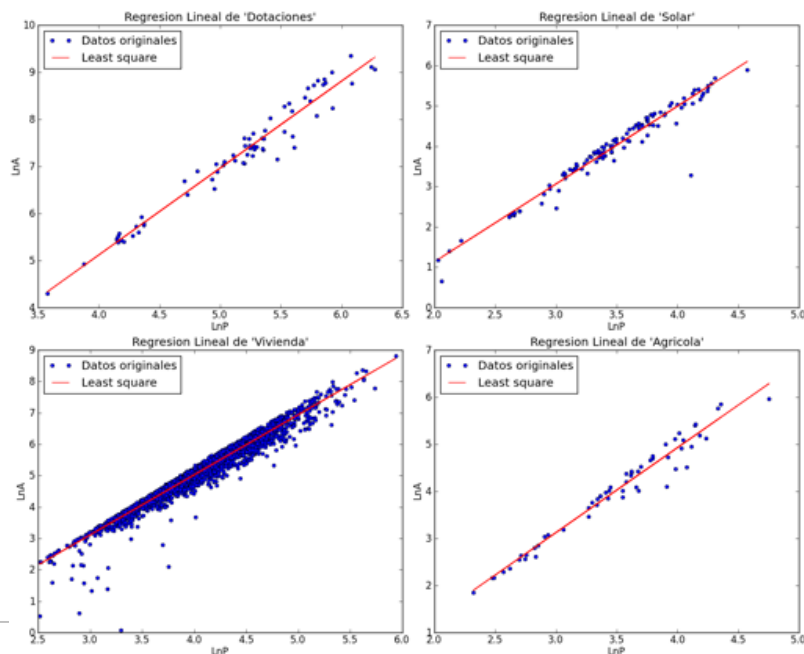 Regresion Lineal de 'Dotaciones'
Datos originales
Least square
LnA
10
9
8
7
6
5
4
3.5 4.0 4.5 5.0 5.5 6.0 6.5
LnP
Regresion Lineal de 'Solar'
Datos originales
Least square
LnA
7
6
5
4
3
2
1
0
2.0 2.5 3.0 3.5 4.0 4.5 5.0
LnP
Regresion Lineal de 'Vivienda'
Datos originales
Least square
LnA
9
8
7
6
5
4
3
2
1
0
2.5 3.0 3.5 4.0 4.5 5.0 5.5 6.0
LnP
Regresion Lineal de 'Agricola'
Datos originales
Least square
LnA
7
6
5
4
3
2
1
2.0 2.5 3.0 3.5 4.0 4.5 5.0
LnP